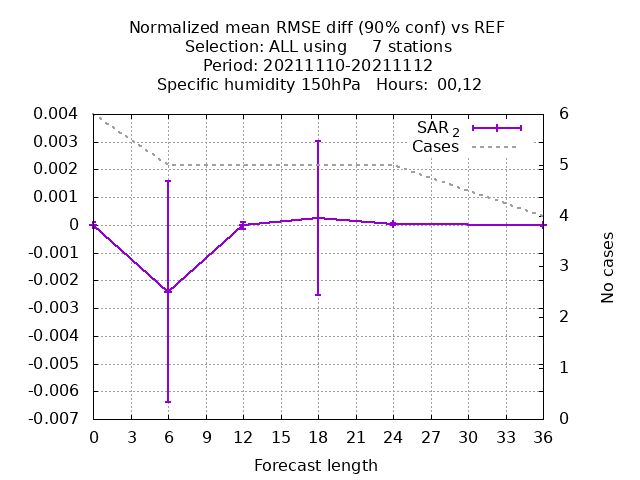 Normalized mean RMSE diff (90% conf) vs REF
Selection: ALL using     7 stations
Period: 20211110-20211112
Specific humidity 150hPa   Hours: 00,12
SAR 2
Cases
0.004
0.003
0.002
0.001
0
-0.001
-0.002
-0.003
-0.004
-0.005
-0.006
-0.007
6
5
4
3
2
1
0
No cases
0 3 6 9 12 15 18 21 24 27 30 33 36
Forecast length